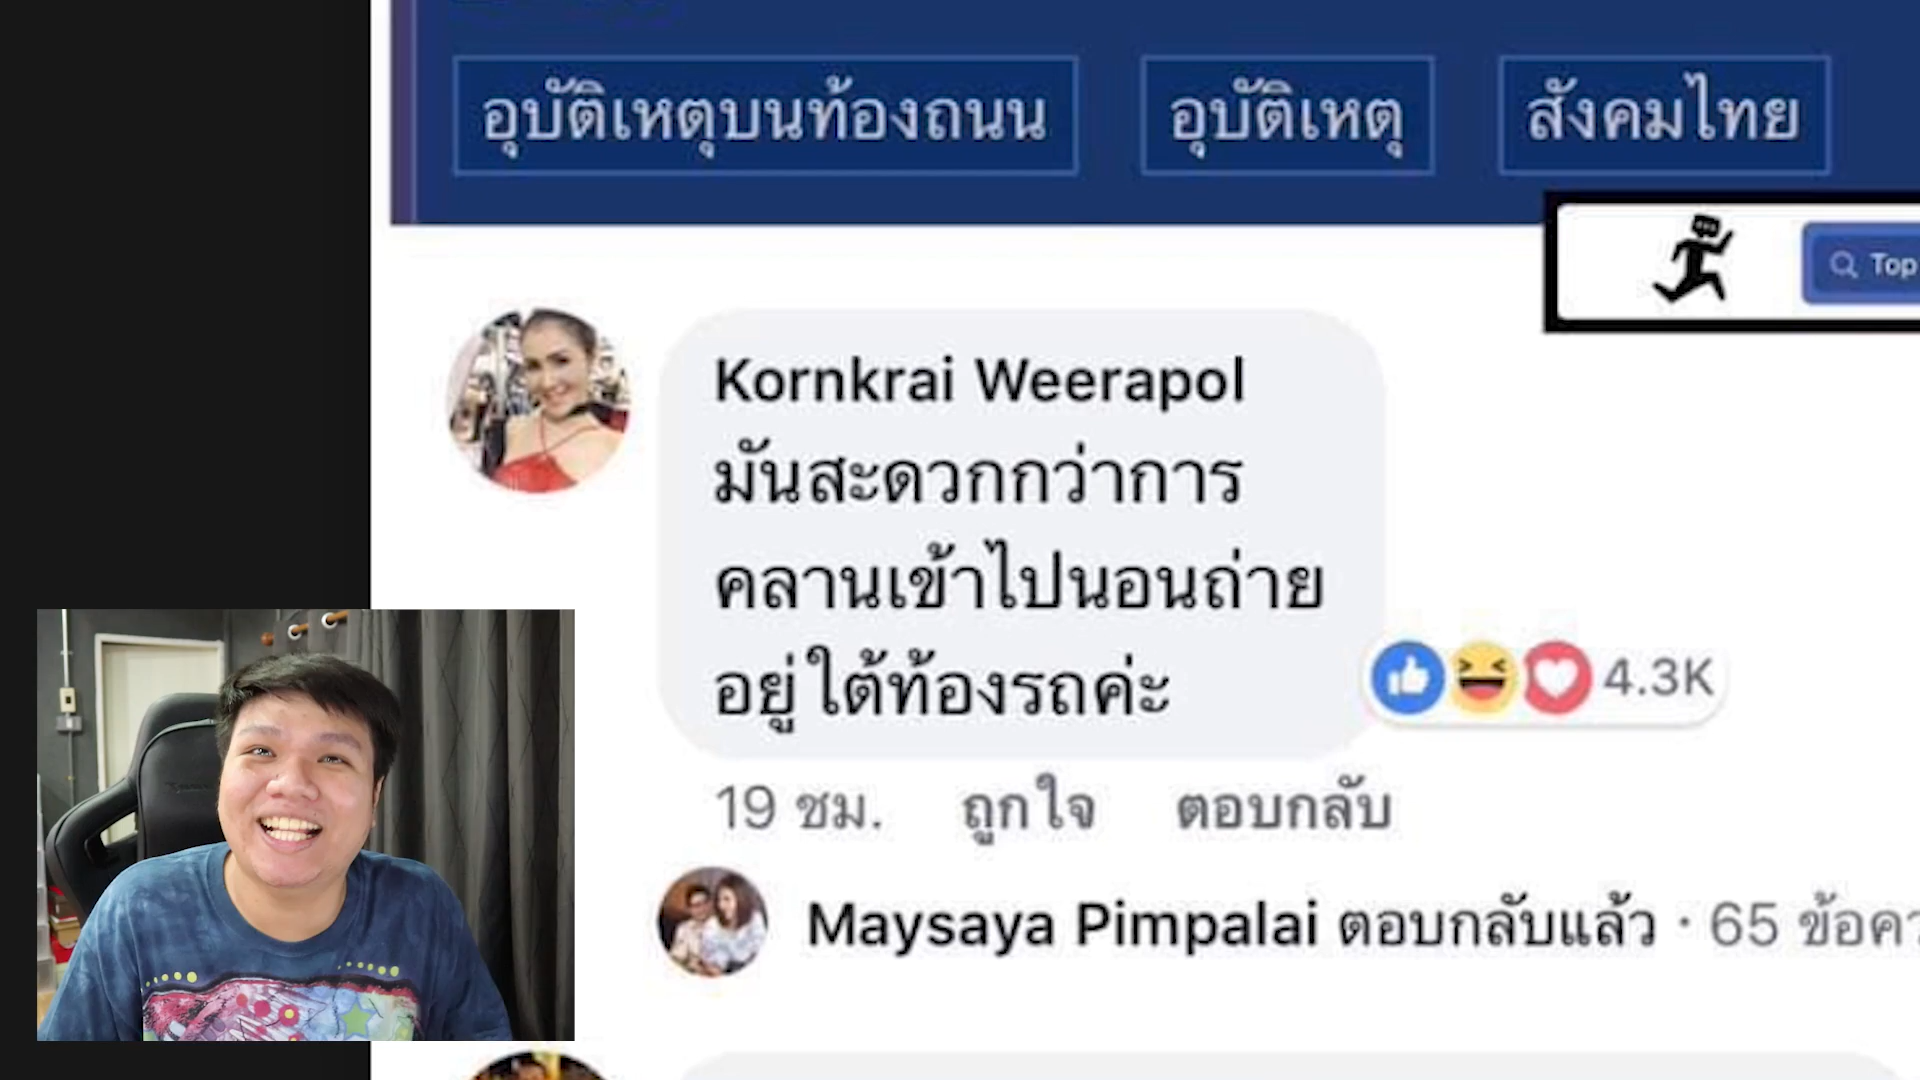 อุบัติเหตุบนท้องถนน อุบัติเหตุ สังคมไทย
Top
Kornkrai Weerapol
มันสะดวกกว่าการ
คลานเข้าไปนอนถ่าย
อยู่ใต้ท้องรถค่ะ
4.3K
19 ชม. ถูกใจ ตอบกลับ
Maysaya Pimpalai ตอบกลับแล้ว · 65